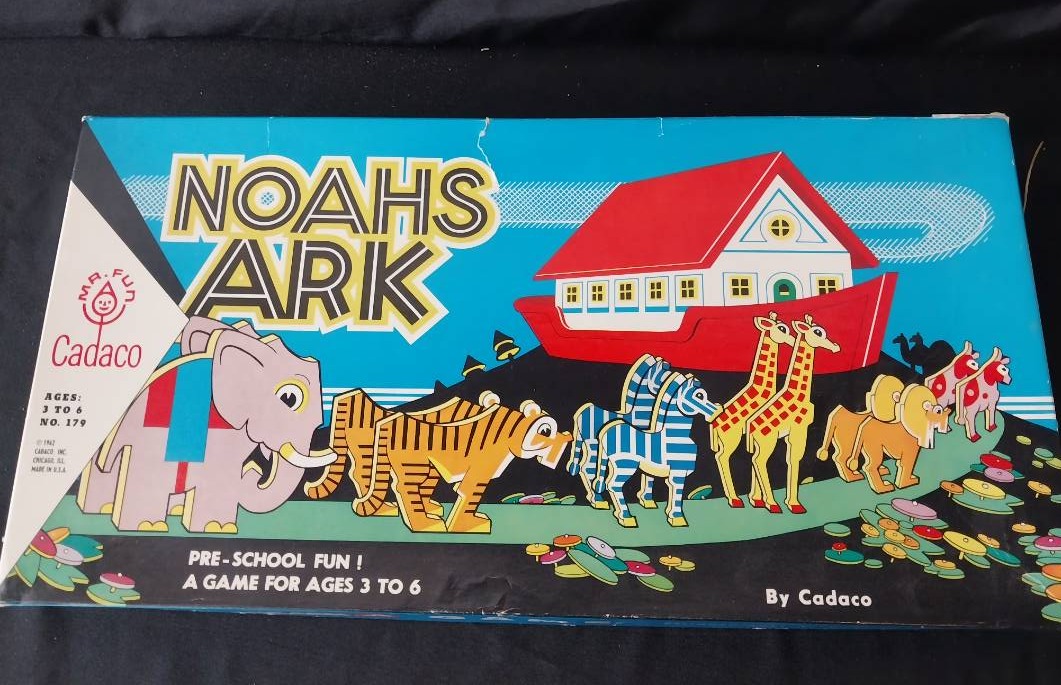 NOAHS
ARK
MR. FUN
Cadaco
AGES:
3 TO 6
NO. 179
© 1962
CADACO INC.
CHICAGO, ILL.
MADE IN U.S.A.
PRE-SCHOOL FUN !
A GAME FOR AGES 3 TO 6
By Cadaco